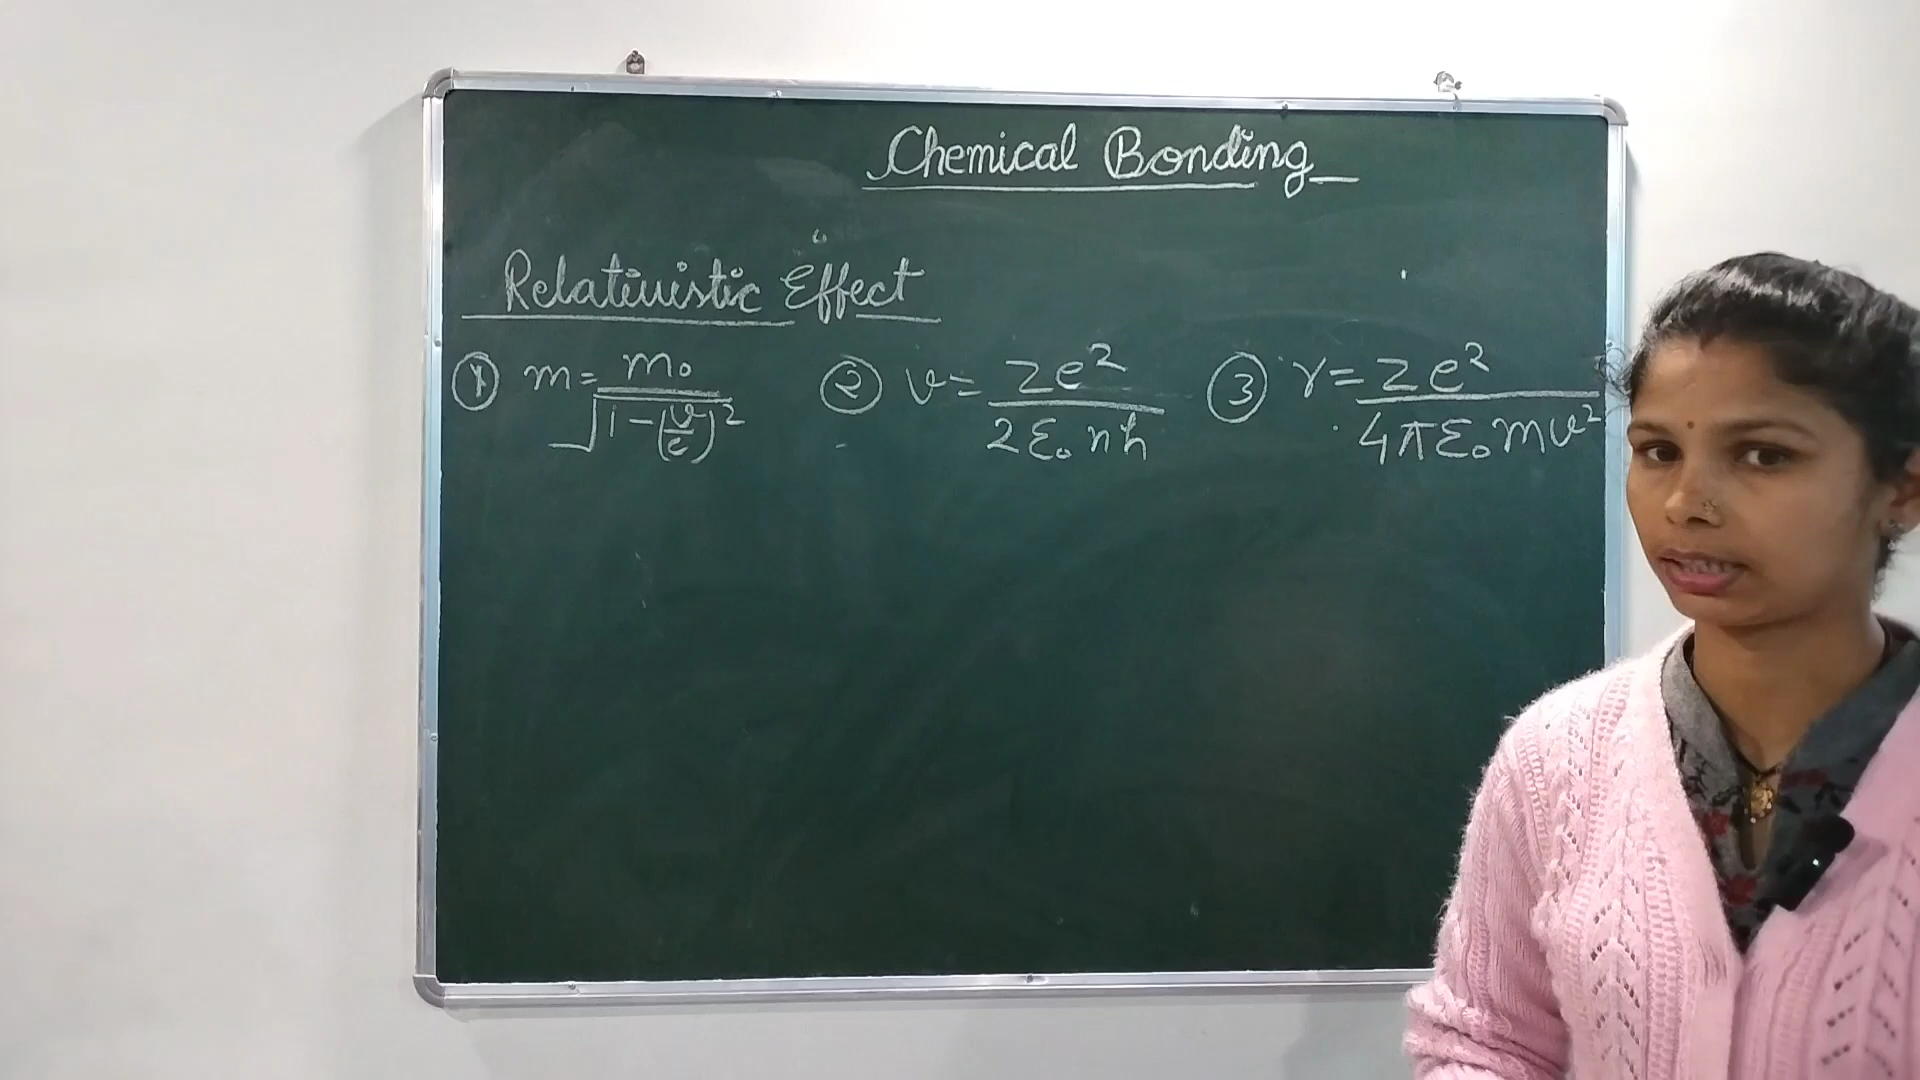 Chemical Bonding
Relativistic Effect
① m = m₀ / √(1-(v/c)²) ② v = Ze² / 2ε₀nh ③ r = Ze² / 4πε₀mv²